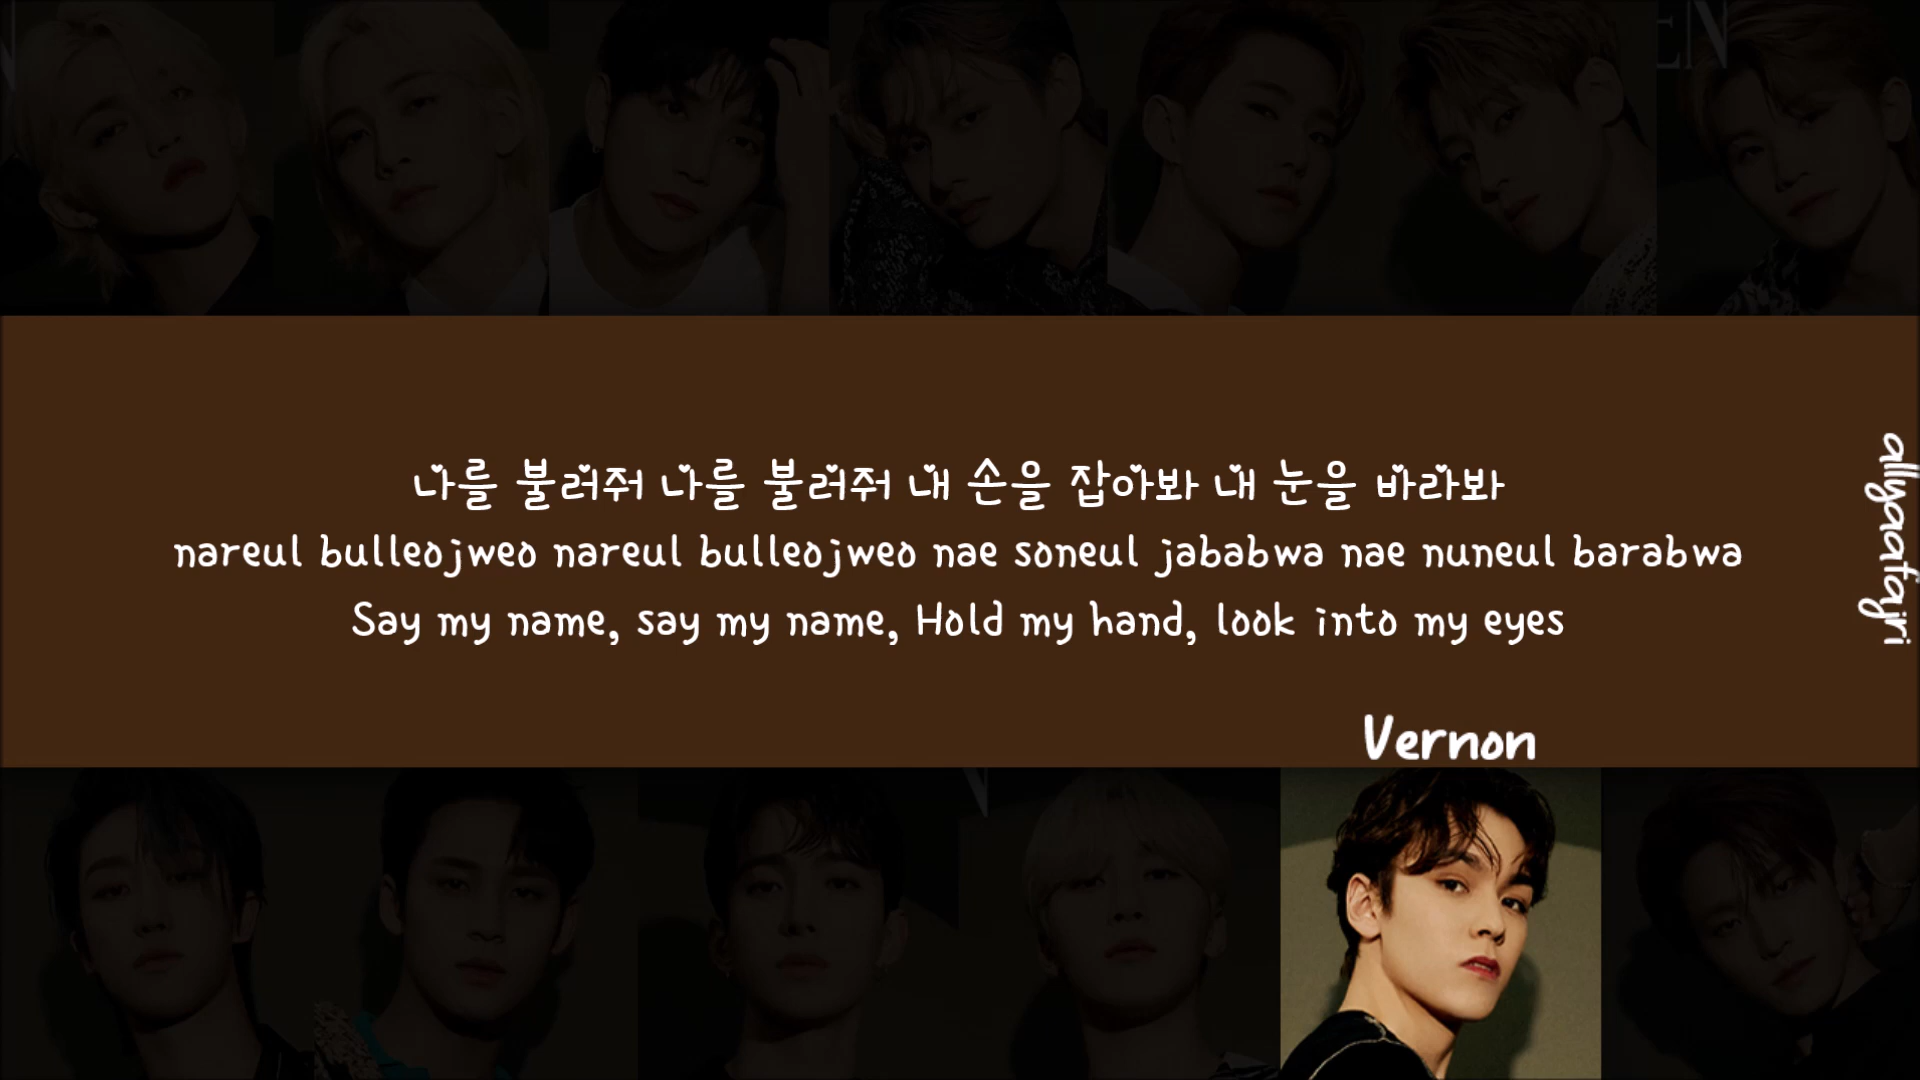 EN
나를 불러줘 나를 불러줘 내 손을 잡아봐 내 눈을 바라봐
nareul bulleojweo nareul bulleojweo nae soneul jababwa nae nuneul barabwa
Say my name, say my name, Hold my hand, look into my eyes
allyaafajri
Vernon
N